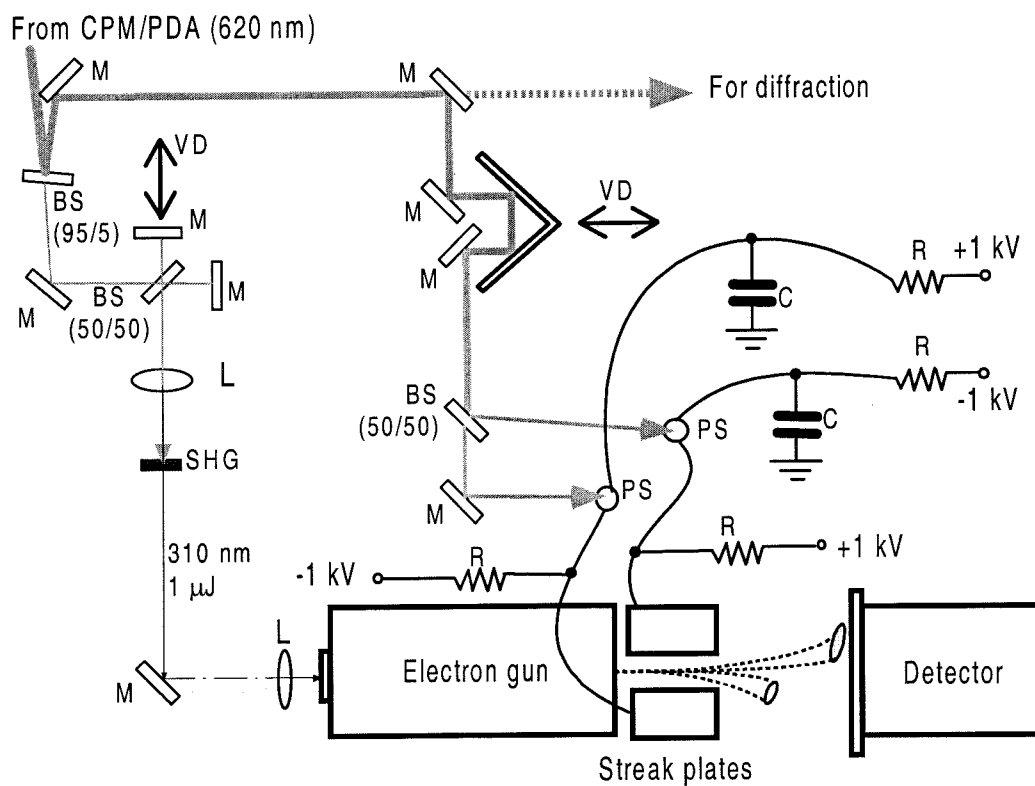 From CPM/PDA (620 nm)
M
M
For diffraction
VD
BS
(95/5)
M
M
VD
M
BS
(50/50)
M
M
R
+1 kV
C
L
R
-1 kV
BS
(50/50)
PS
C
SHG
PS
M
310 nm
1 μJ
R
+1 kV
-1 kV
R
L
M
Electron gun
Detector
Streak plates